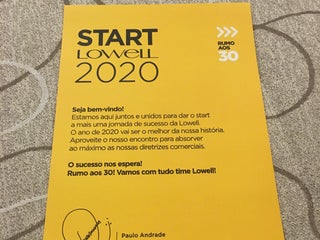 START
LOWELL
2020
>>>
RUMO
AOS
30
Seja bem-vindo!
Estamos aqui juntos e unidos para dar o start
a mais uma jornada de sucesso da Lowell.
O ano de 2020 vai ser o melhor da nossa história.
Aproveite o nosso encontro para absorver
ao máximo as nossas diretrizes comerciais.
O sucesso nos espera!
Rumo aos 30! Vamos com tudo time Lowell!
Paulo Andrade